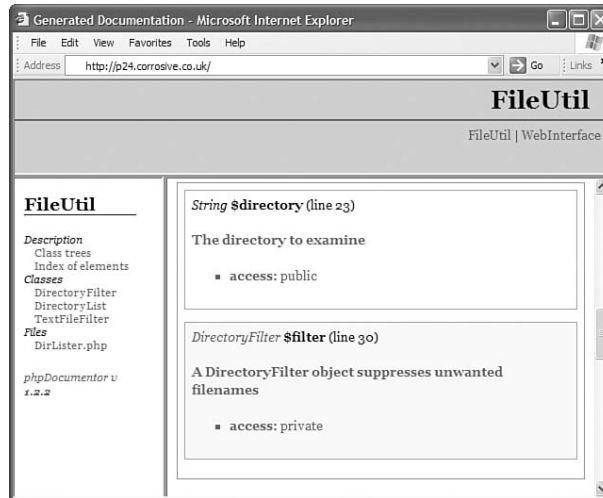 Generated Documentation - Microsoft Internet Explorer
File Edit View Favorites Tools Help
Address http://p24.corrosive.co.uk/ Go Links
FileUtil
FileUtil | WebInterface
FileUtil
Description
Class trees
Index of elements
Classes
DirectoryFilter
DirectoryList
TextFileFilter
Files
DirLister.php
phpDocumentor v
1.2.2
String $directory (line 23)
The directory to examine
▪ access: public
DirectoryFilter $filter (line 30)
A DirectoryFilter object suppresses unwanted
filenames
▪ access: private